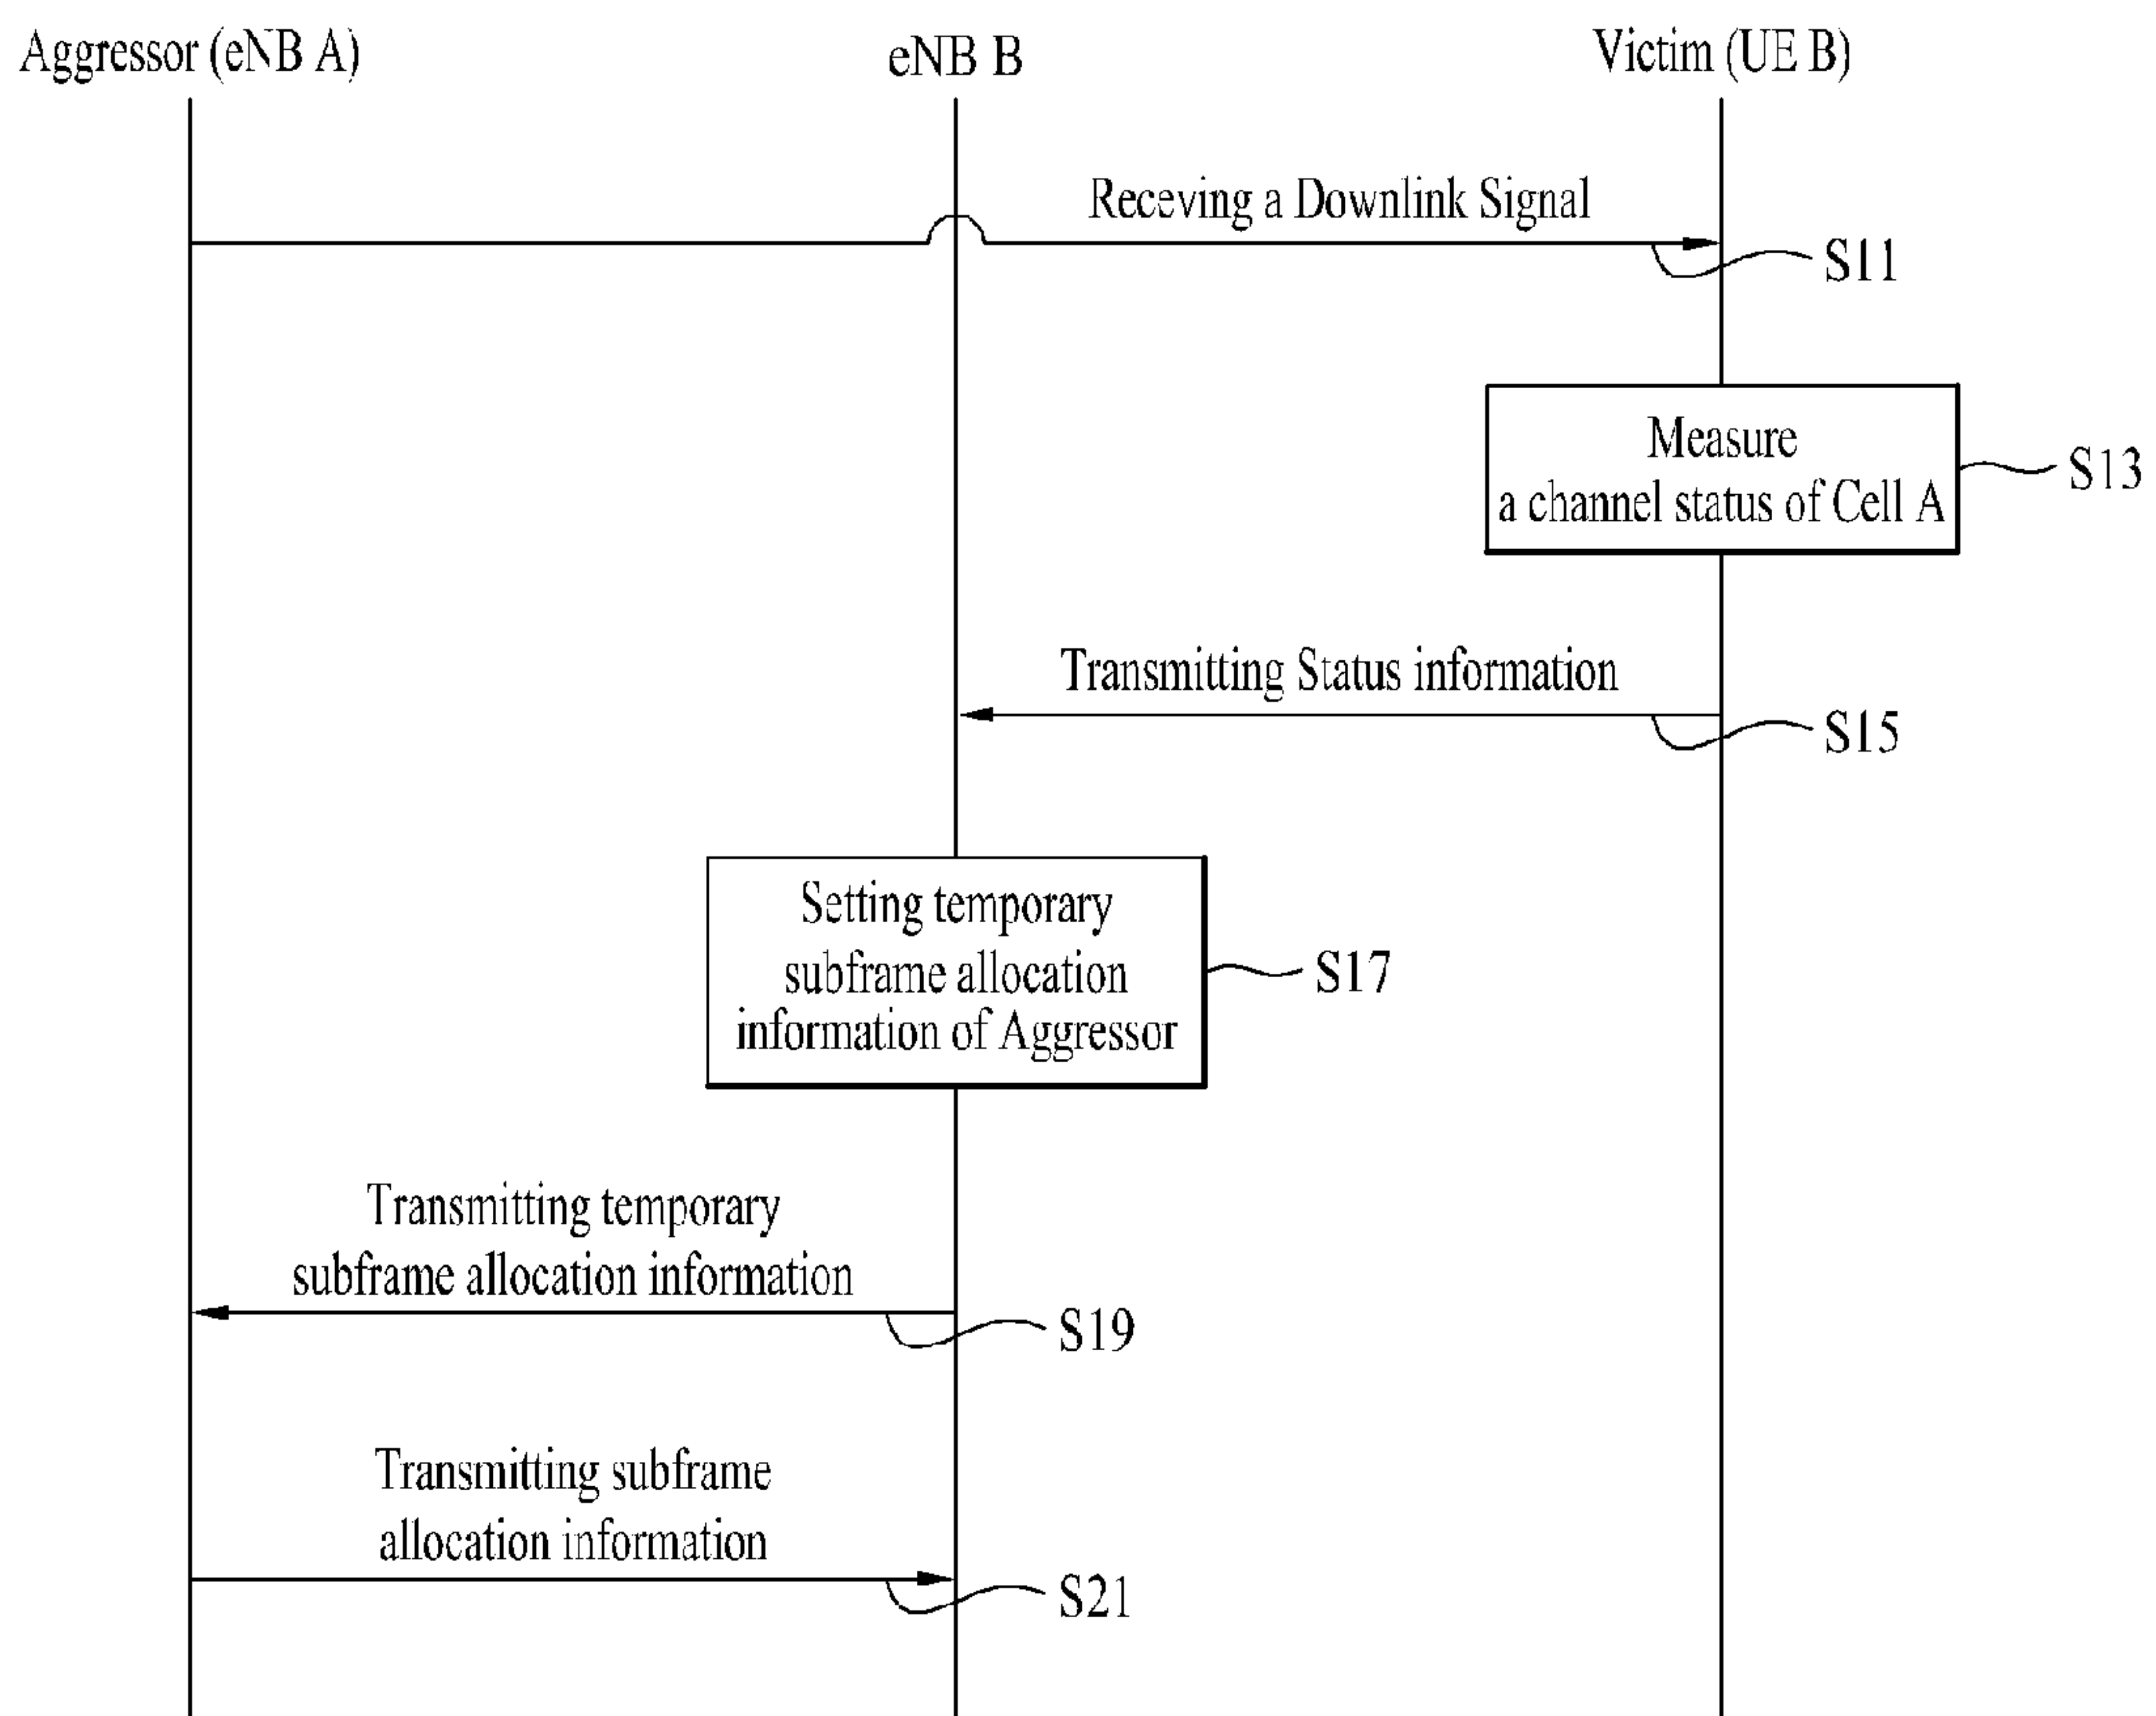 Aggressor (eNB A)
eNB B
Victim (UE B)
Receving a Downlink Signal
S11
Measure
a channel status of Cell A
S13
Transmitting Status information
S15
Setting temporary
subframe allocation
information of Aggressor
S17
Transmitting temporary
subframe allocation information
S19
Transmitting subframe
allocation information
S21